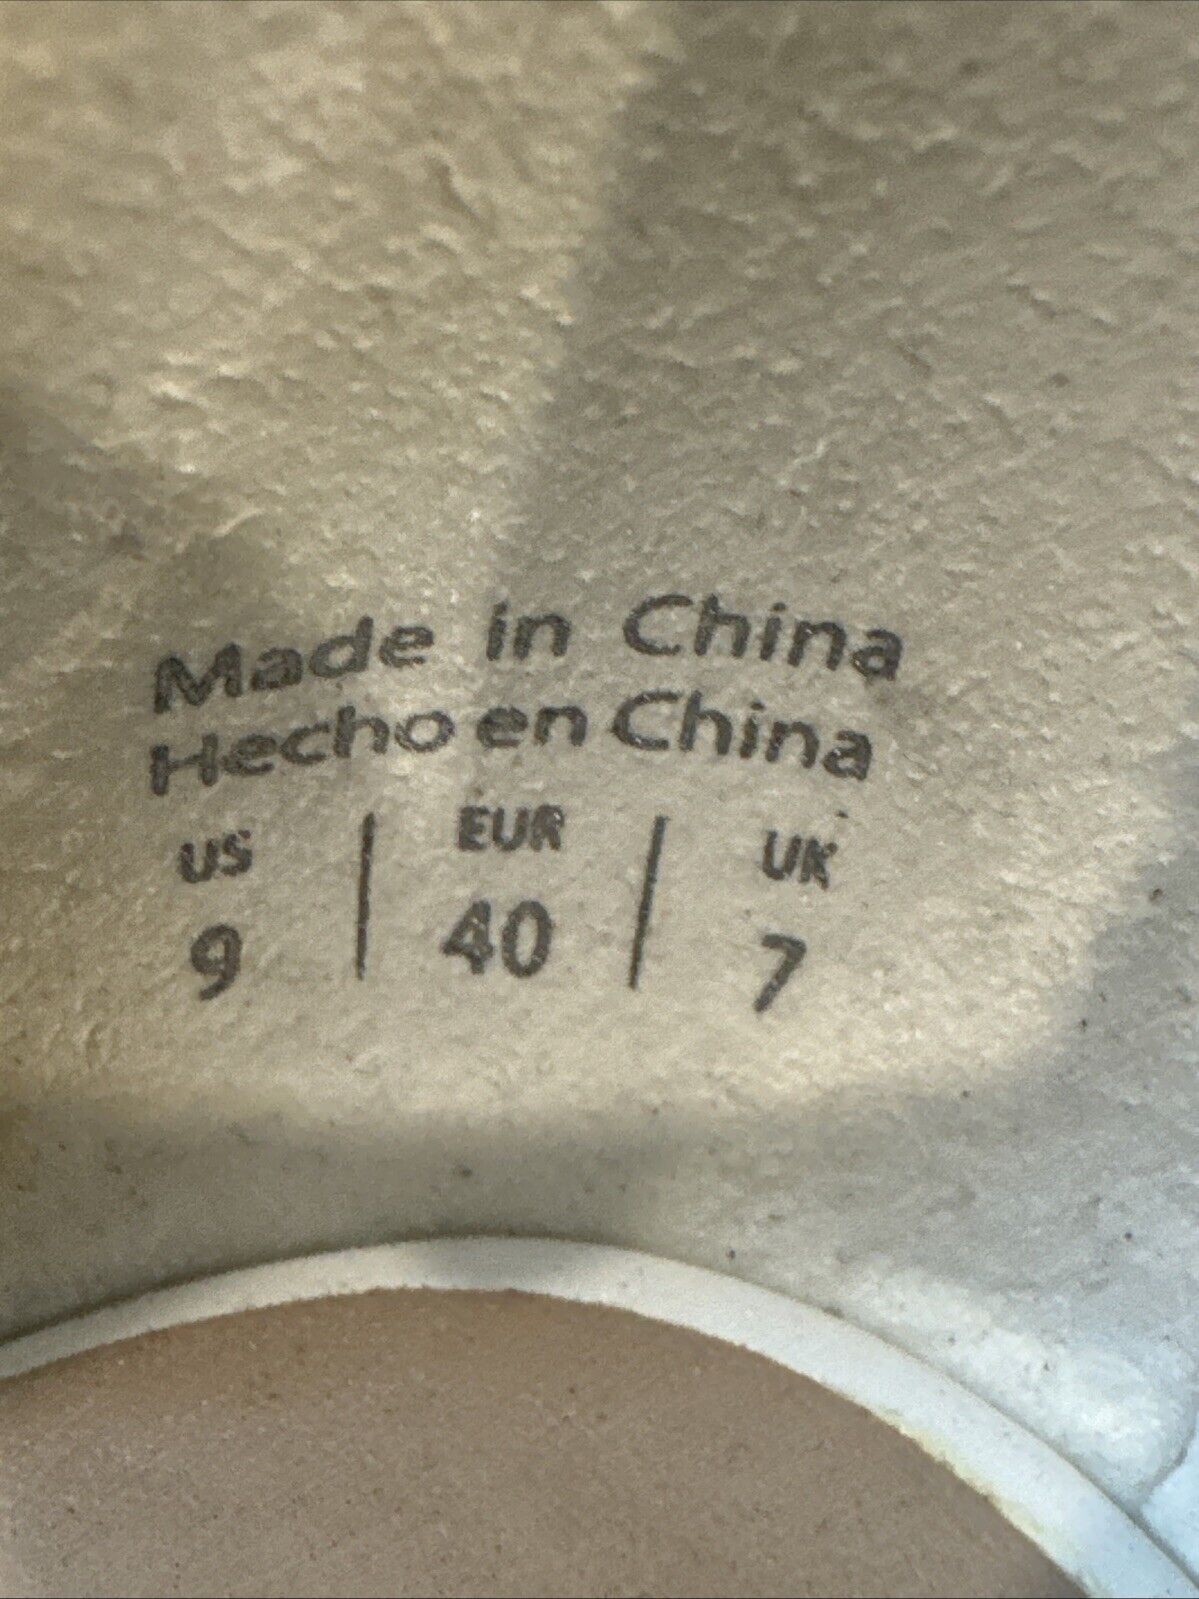 Made in China
Hecho en China
US | EUR | UK
9 | 40 | 7